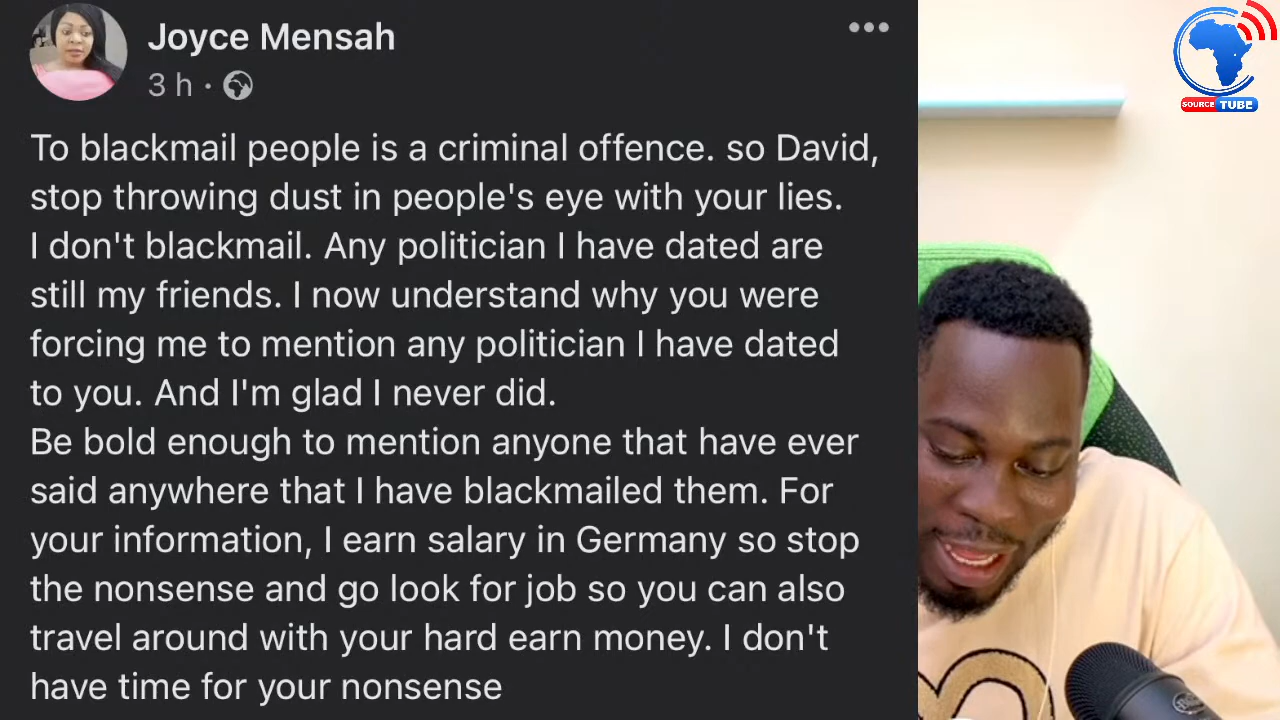 Joyce Mensah
3 h ·
To blackmail people is a criminal offence. so David,
stop throwing dust in people's eye with your lies.
I don't blackmail. Any politician I have dated are
still my friends. I now understand why you were
forcing me to mention any politician I have dated
to you. And I'm glad I never did.
Be bold enough to mention anyone that have ever
said anywhere that I have blackmailed them. For
your information, I earn salary in Germany so stop
the nonsense and go look for job so you can also
travel around with your hard earn money. I don't
have time for your nonsense
SOURCE TUBE